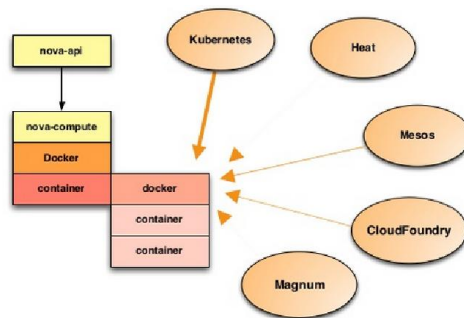 Kubernetes
Heat
nova-api
nova-compute
Mesos
Docker
container
docker
container
container
CloudFoundry
Magnum